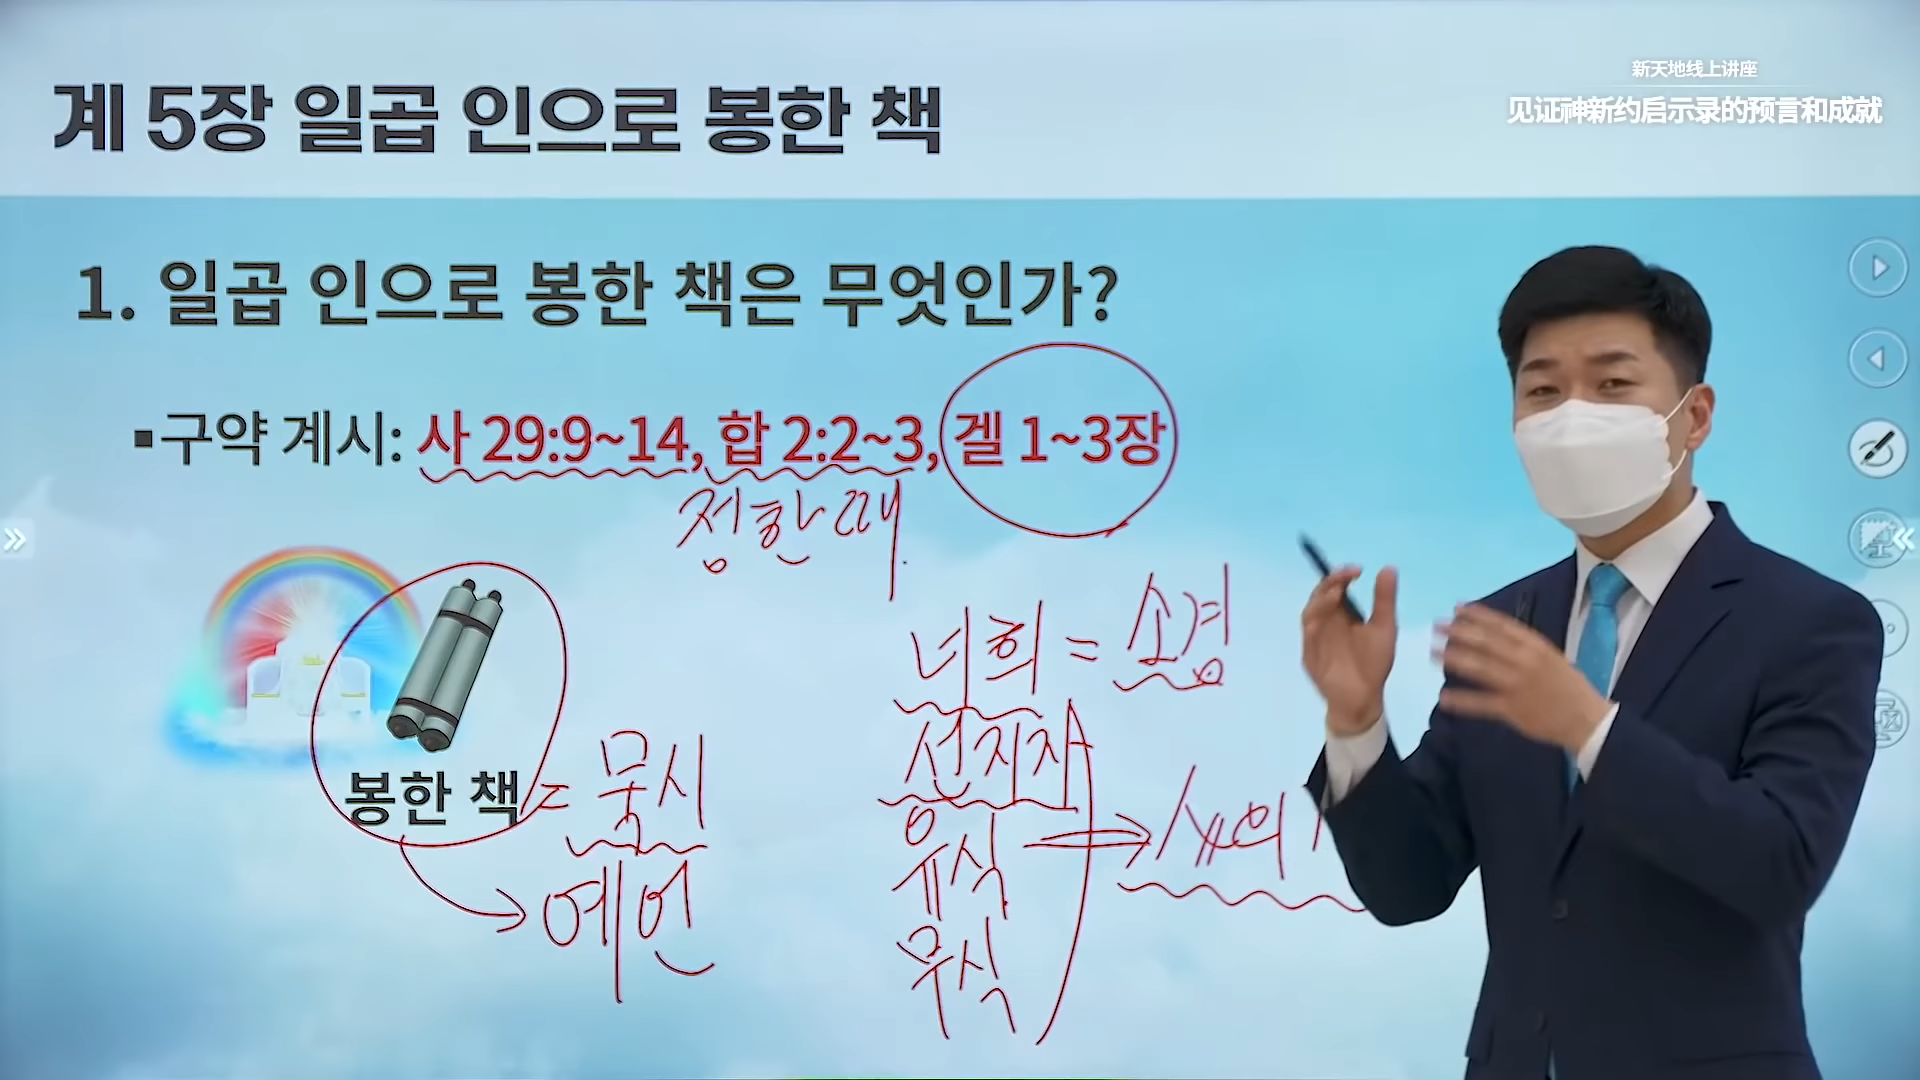 계 5장 일곱 인으로 봉한 책
新天地线上讲座
见证神新约启示录的预言和成就
1. 일곱 인으로 봉한 책은 무엇인가?
▪구약 계시: 사 29:9~14, 합 2:2~3, 겔 1~3장
정한때
너희 = 소경
선지자
봉한 책 = 묵시
유식
예언
무식